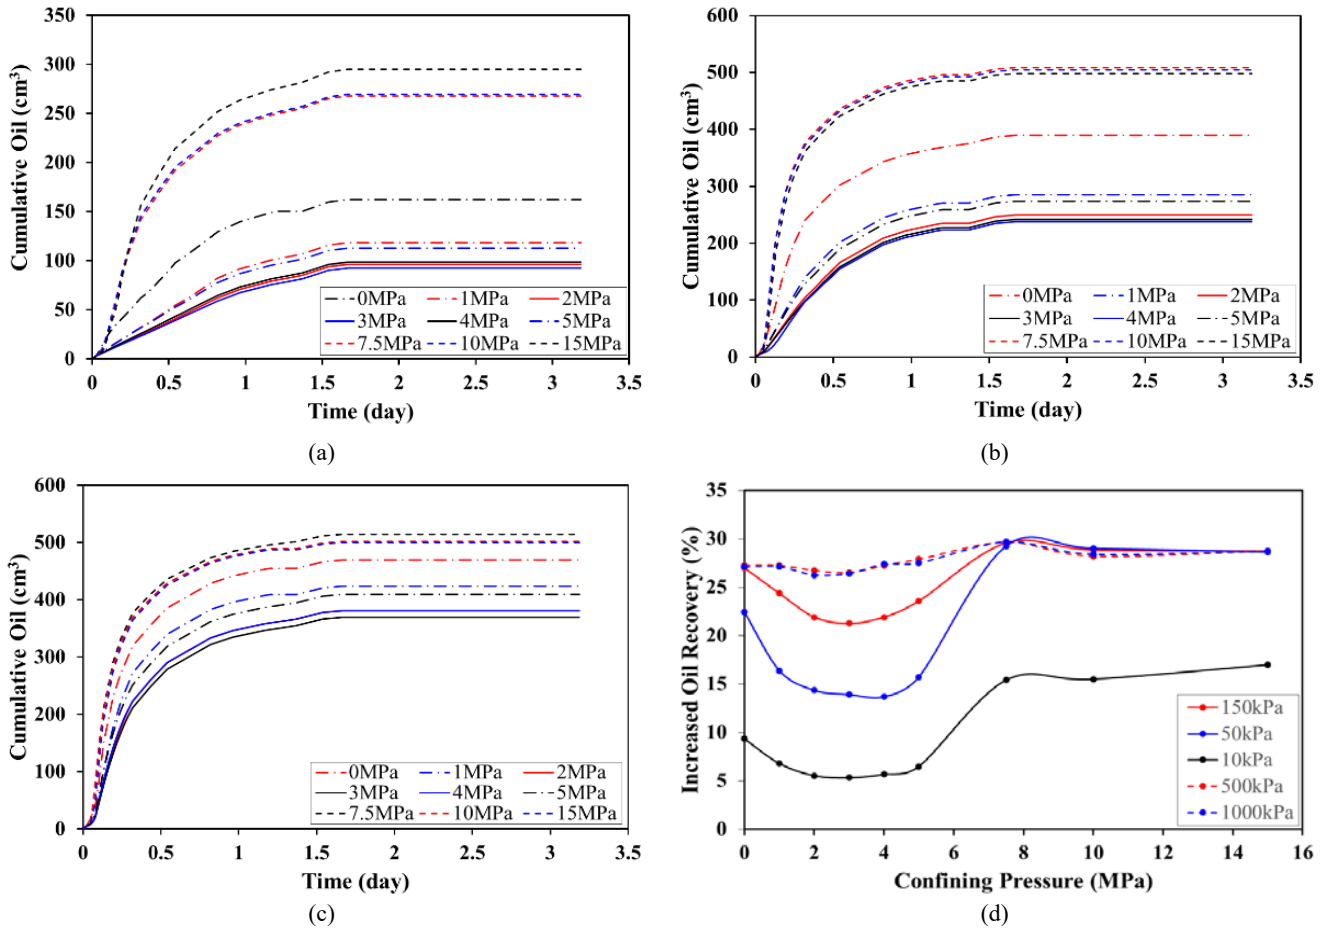 Cumulative Oil (cm³)
400
350
300
250
200
150
100
50
0
0 0.5 1 1.5 2 2.5 3 3.5
Time (day)
0MPa 1MPa 2MPa
3MPa 4MPa 5MPa
7.5MPa 10MPa 15MPa
(a)
Cumulative Oil (cm³)
600
500
400
300
200
100
0
0 0.5 1 1.5 2 2.5 3 3.5
Time (day)
0MPa 1MPa 2MPa
3MPa 4MPa 5MPa
7.5MPa 10MPa 15MPa
(b)
Cumulative Oil (cm³)
600
500
400
300
200
100
0
0 0.5 1 1.5 2 2.5 3 3.5
Time (day)
0MPa 1MPa 2MPa
3MPa 4MPa 5MPa
7.5MPa 10MPa 15MPa
(c)
Increased Oil Recovery (%)
35
30
25
20
15
10
5
0
0 2 4 6 8 10 12 14 16
Confining Pressure (MPa)
150kPa
50kPa
10kPa
500kPa
1000kPa
(d)